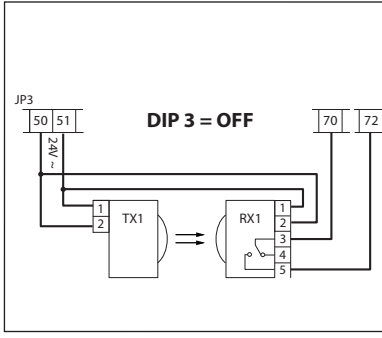 JP3
50 51
DIP 3 = OFF
70 72
24V ~
1
2
TX1
RX1
1
2
3
4
5